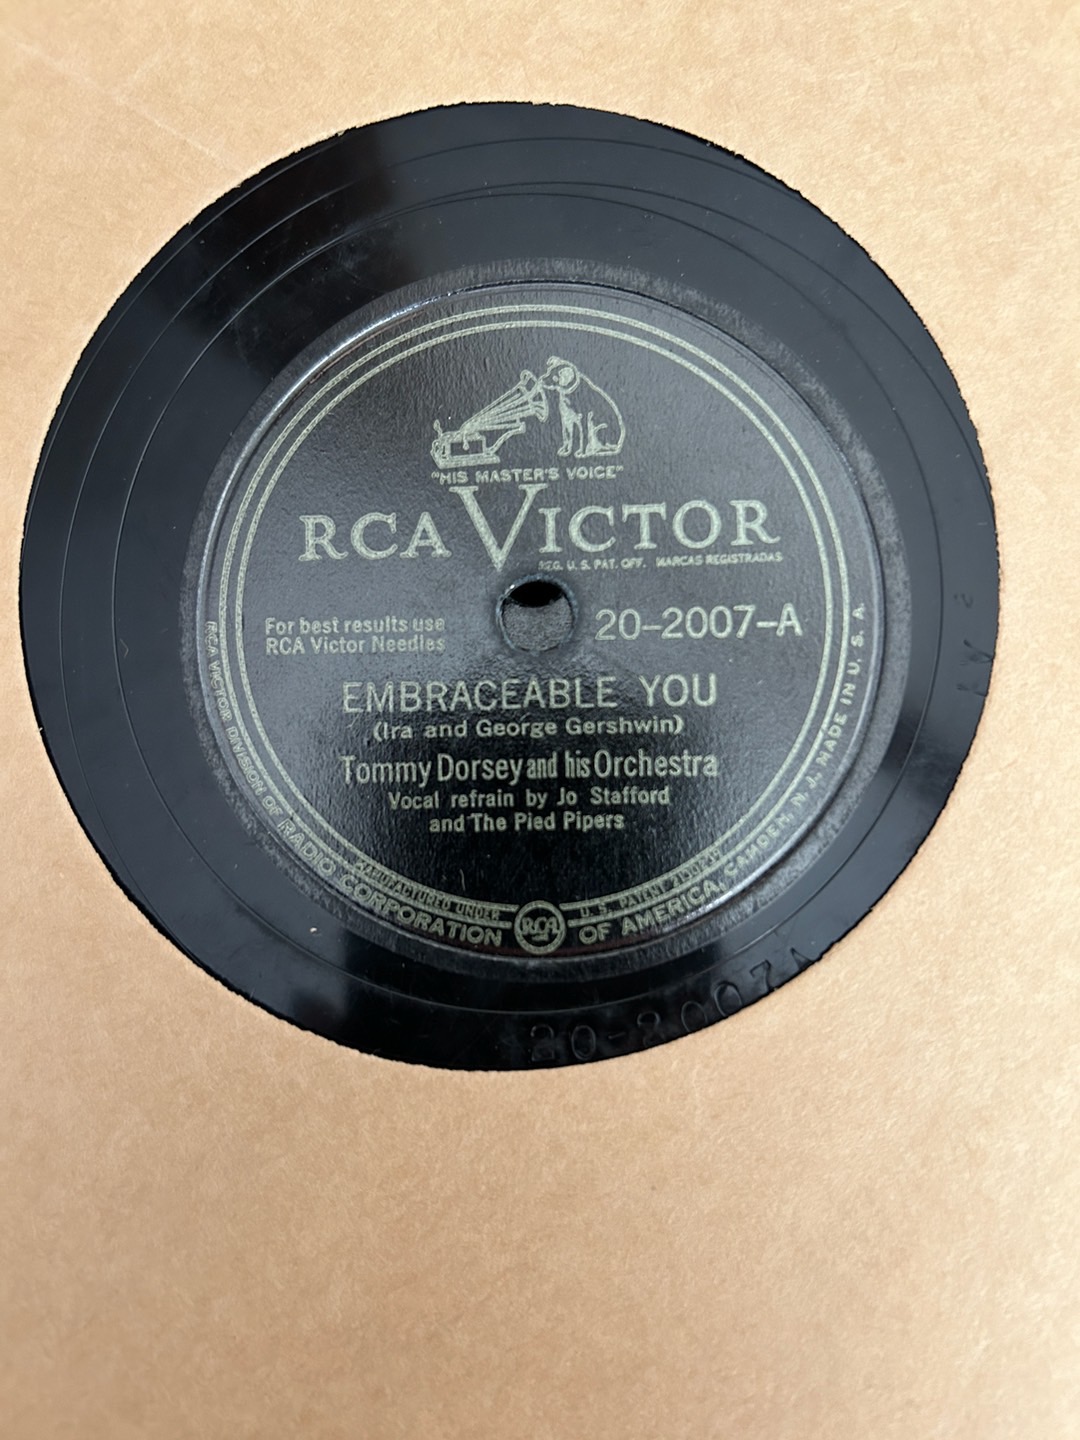 "HIS MASTER'S VOICE"
RCA VICTOR
REG. U. S. PAT. OFF. MARCAS REGISTRADAS
For best results use
RCA Victor Needles
20-2007-A
EMBRACEABLE YOU
(Ira and George Gershwin)
Tommy Dorsey and his Orchestra
Vocal refrain by Jo Stafford
and The Pied Pipers
MANUFACTURED UNDER
U. S. PATENT
RCA VICTOR DIVISION OF RADIO CORPORATION RCA OF AMERICA, CAMDEN, N. J., MADE IN U. S. A.
20-2007A